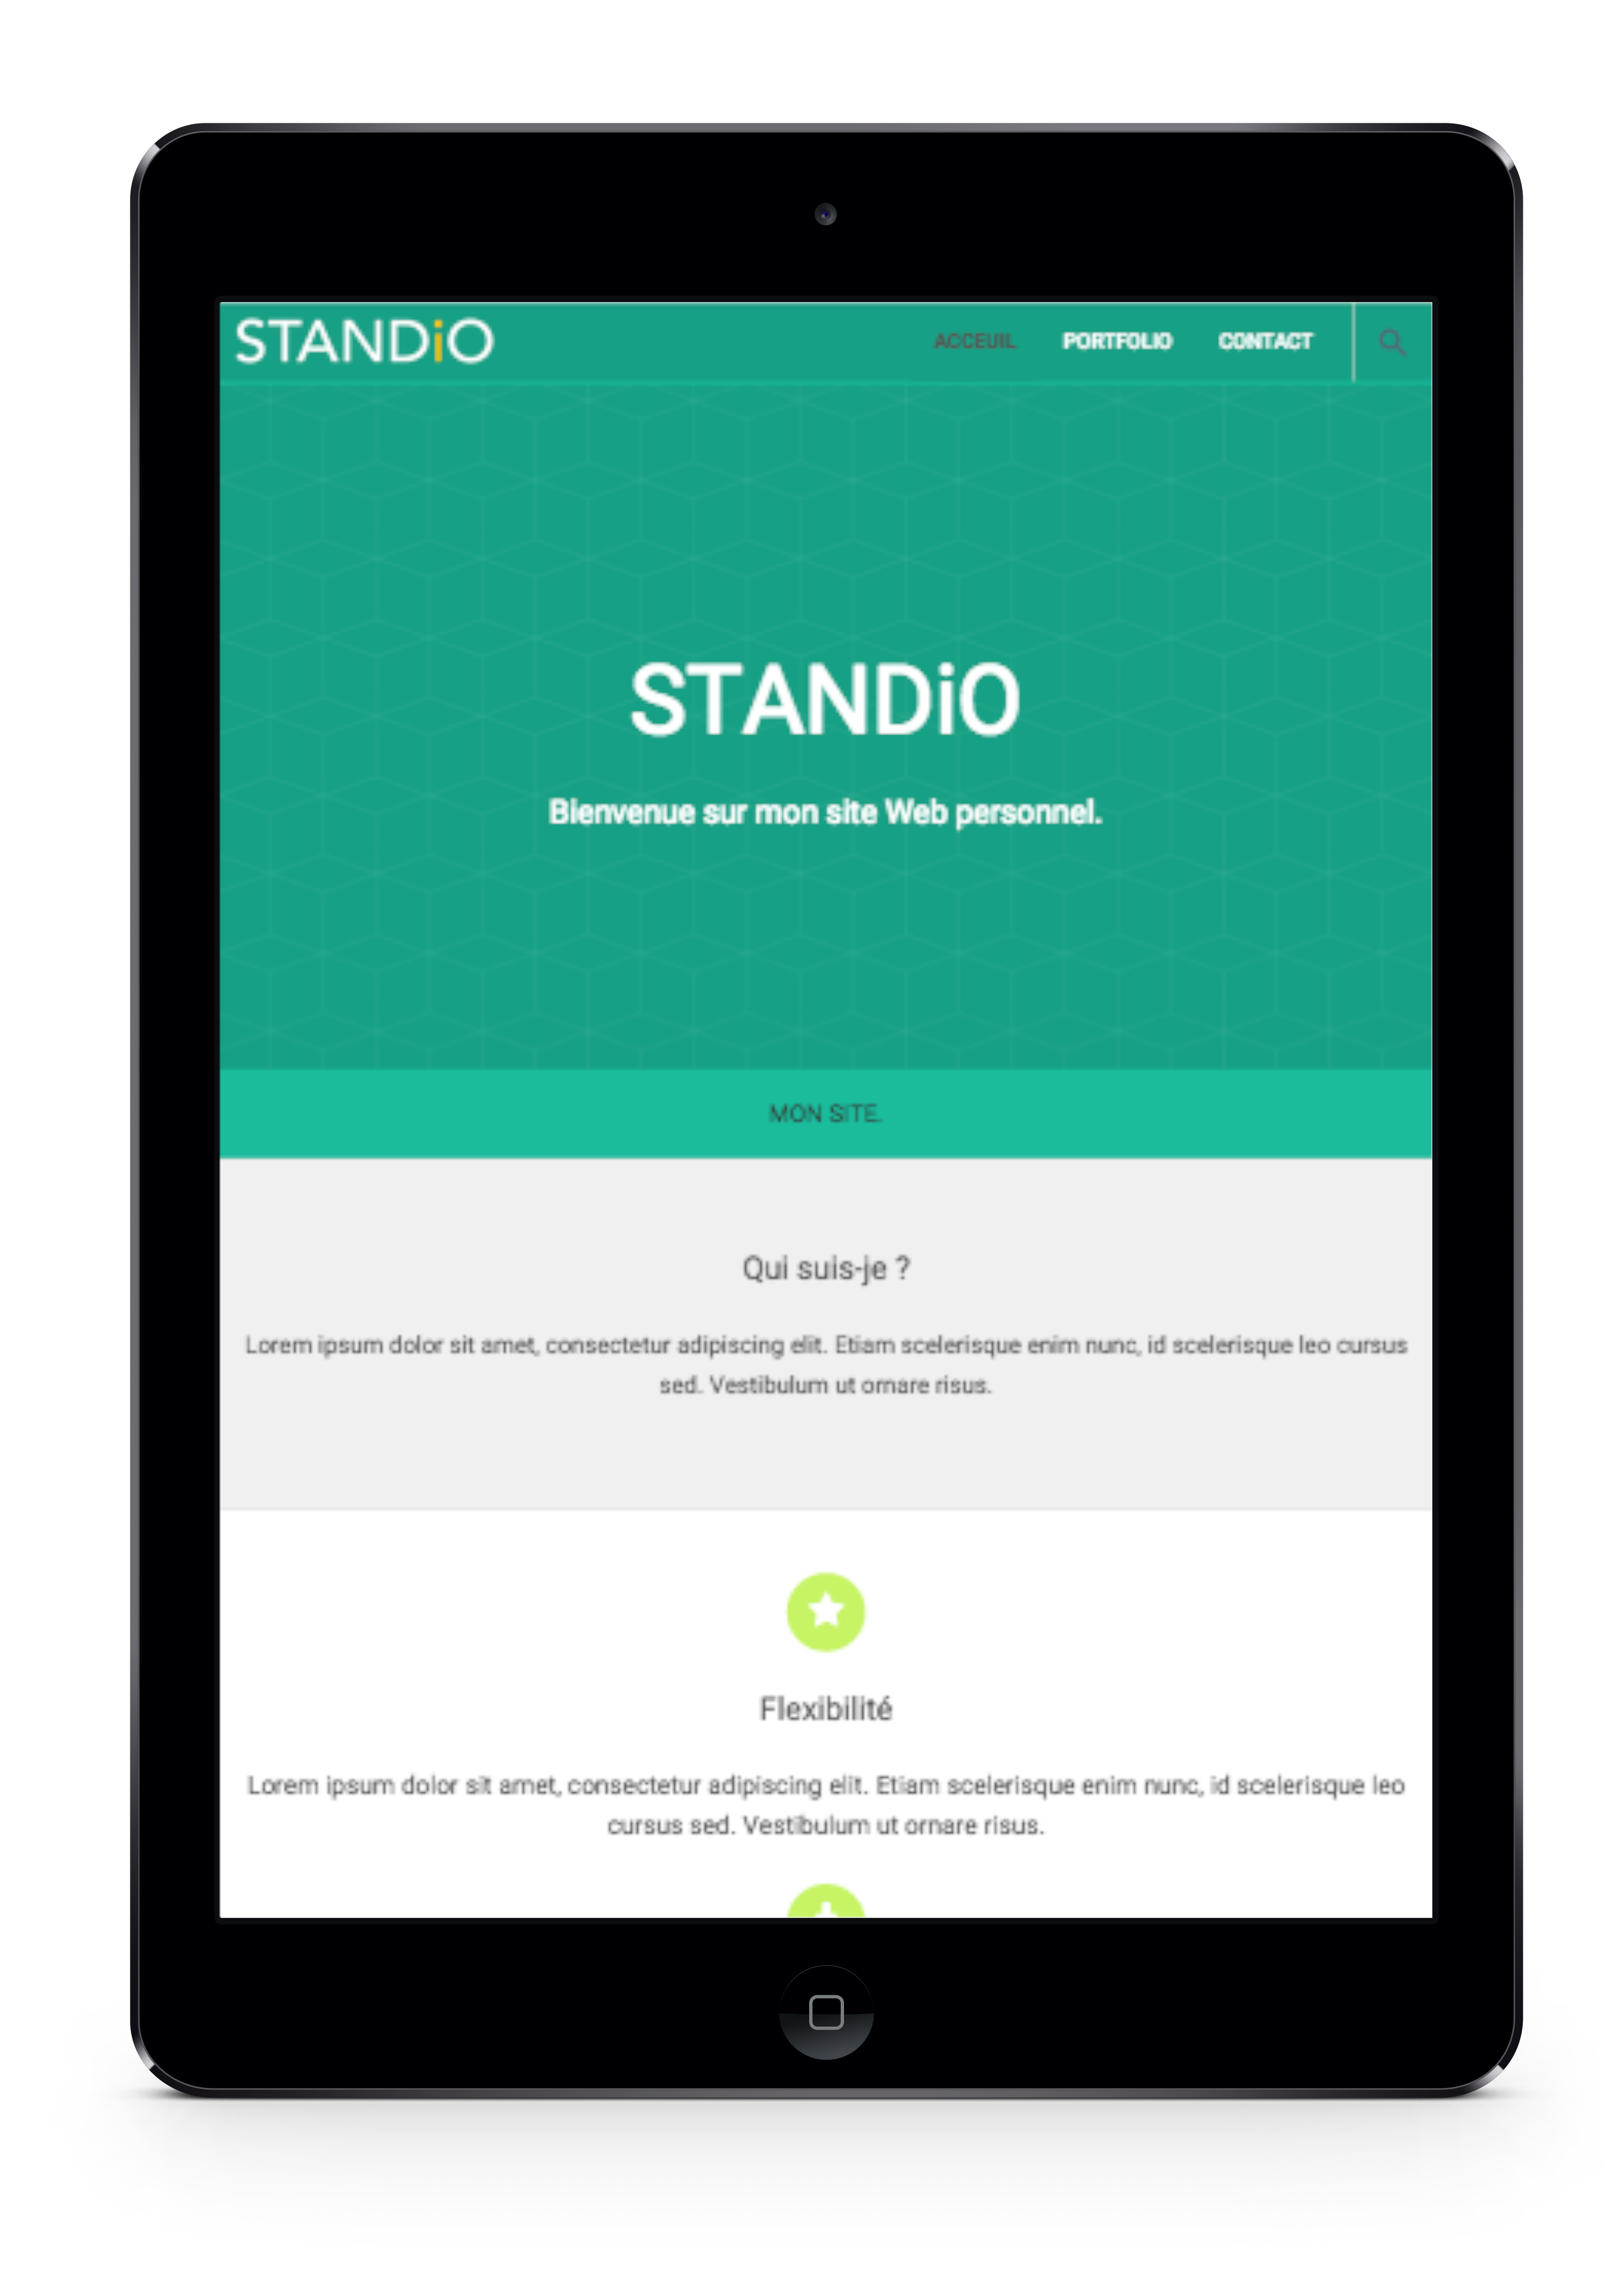 STANDiO
ACCEUIL PORTFOLIO CONTACT
STANDiO
Bienvenue sur mon site Web personnel.
MON SITE.
Qui suis-je ?
Lorem ipsum dolor sit amet, consectetur adipiscing elit. Etiam scelerisque enim nunc, id scelerisque leo cursus
sed. Vestibulum ut ornare risus.
Flexibilité
Lorem ipsum dolor sit amet, consectetur adipiscing elit. Etiam scelerisque enim nunc, id scelerisque leo
cursus sed. Vestibulum ut ornare risus.